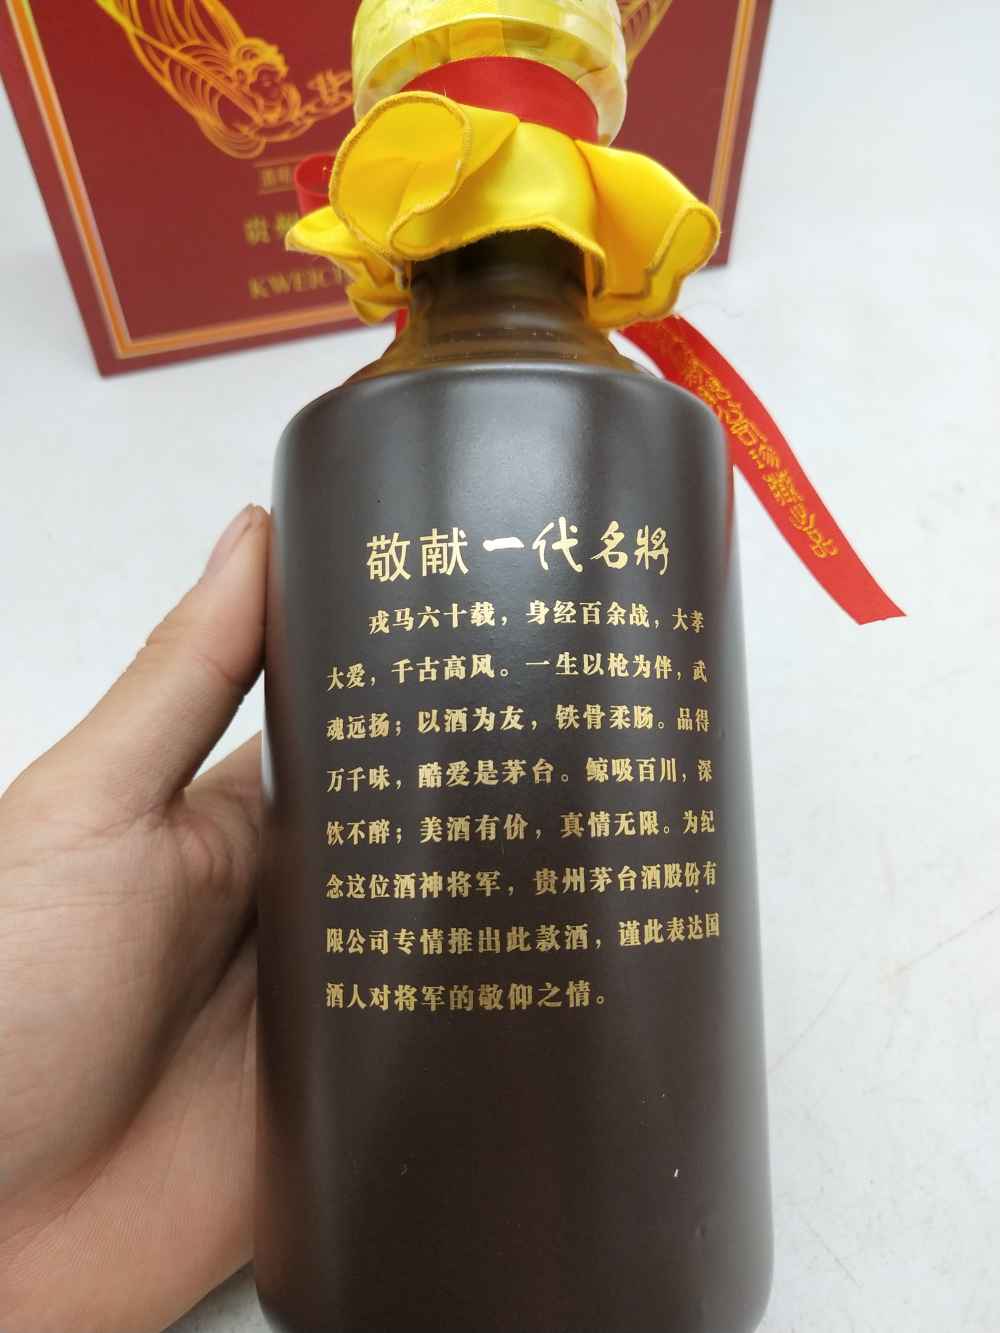 贵州
KWEIC
敬献一代名将
戎马六十载，身经百余战，大孝
大爱，千古高风。一生以枪为伴，武
魂远扬；以酒为友，铁骨柔肠。品得
万千味，酷爱是茅台。鲸吸百川，深
饮不醉；美酒有价，真情无限。为纪
念这位酒神将军，贵州茅台酒股份有
限公司专情推出此款酒，谨此表达国
酒人对将军的敬仰之情。